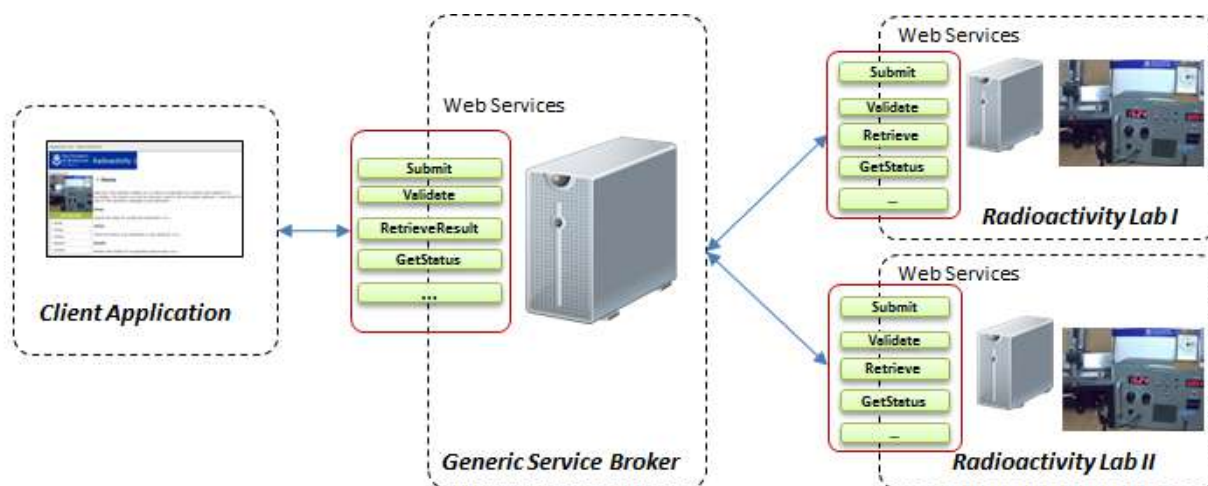 Radioactivity
Client Application
Web Services
Submit
Validate
RetrieveResult
GetStatus
...
Generic Service Broker
Web Services
Submit
Validate
Retrieve
GetStatus
...
Radioactivity Lab I
Web Services
Submit
Validate
Retrieve
GetStatus
...
Radioactivity Lab II